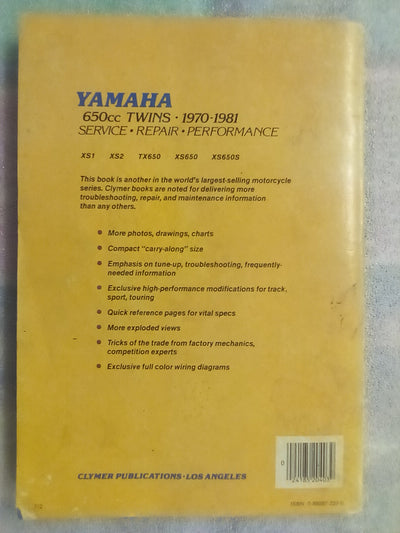 YAMAHA
650cc TWINS · 1970-1981
SERVICE • REPAIR • PERFORMANCE
XS1 XS2 TX650 XS650 XS650S
This book is another in the world's largest-selling motorcycle
series. Clymer books are noted for delivering more
troubleshooting, repair, and maintenance information
than any others.
• More photos, drawings, charts
• Compact "carry-along" size
• Emphasis on tune-up, troubleshooting, frequently-
needed information
• Exclusive high-performance modifications for track,
sport, touring
• Quick reference pages for vital specs
• More exploded views
• Tricks of the trade from factory mechanics,
competition experts
• Exclusive full color wiring diagrams
0
CLYMER PUBLICATIONS · LOS ANGELES
ISBN